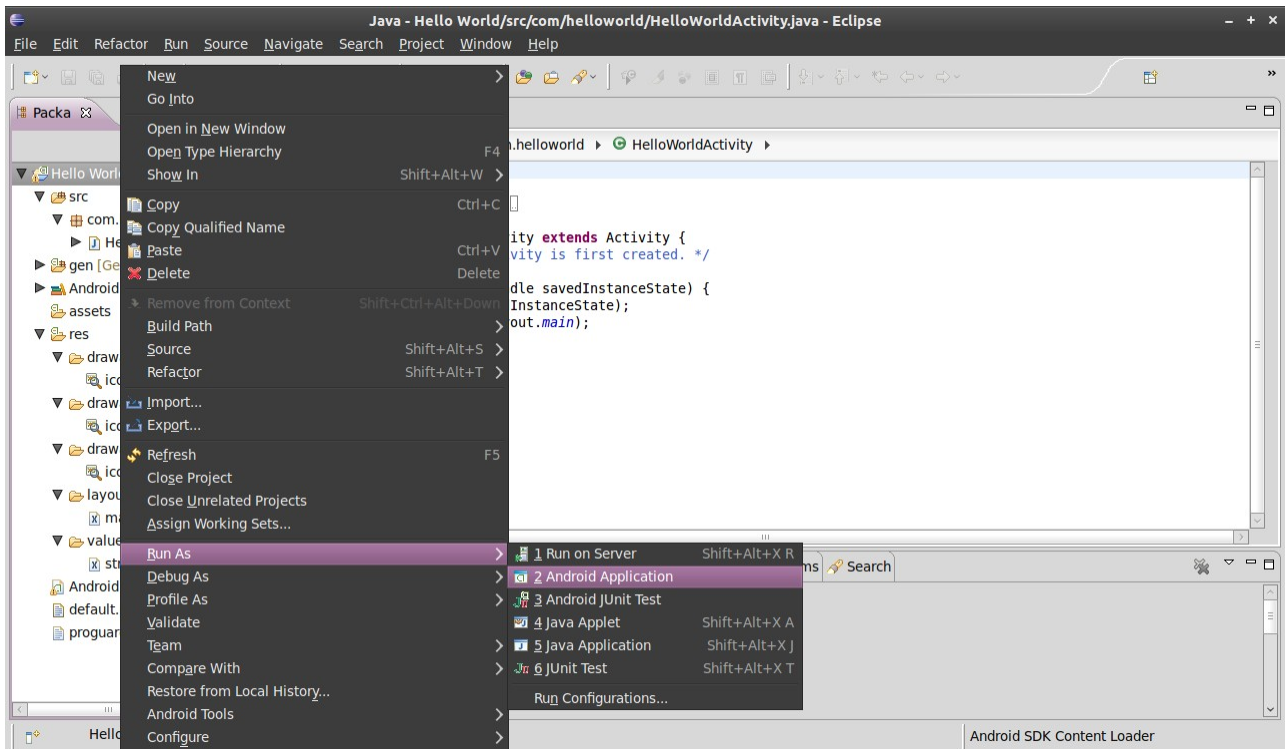 Java - Hello World/src/com/helloworld/HelloWorldActivity.java - Eclipse
File Edit Refactor Run Source Navigate Search Project Window Help
Packa
Hello Worl
src
com.
He
gen [Ge
Android
assets
res
draw
ico
draw
ico
draw
ico
layou
ma
value
str
Android
default.
proguar
New
Go Into
Open in New Window
Open Type Hierarchy F4
Show In Shift+Alt+W
Copy Ctrl+C
Copy Qualified Name
Paste Ctrl+V
Delete Delete
Remove from Context Shift+Ctrl+Alt+Down
Build Path
Source Shift+Alt+S
Refactor Shift+Alt+T
Import...
Export...
Refresh F5
Close Project
Close Unrelated Projects
Assign Working Sets...
Run As
Debug As
Profile As
Validate
Team
Compare With
Restore from Local History...
Android Tools
Configure
1 Run on Server Shift+Alt+X R
2 Android Application
3 Android JUnit Test
4 Java Applet Shift+Alt+X A
5 Java Application Shift+Alt+X J
6 JUnit Test Shift+Alt+X T
Run Configurations...
.helloworld HelloWorldActivity
ity extends Activity {
vity is first created. */
dle savedInstanceState) {
InstanceState);
out.main);
ms Search
Hello
Android SDK Content Loader